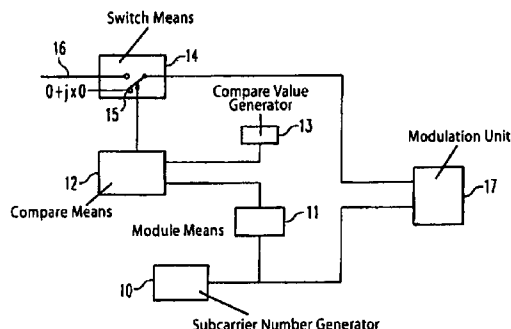 Switch Means
16
14
0+jx0
15
Compare Value
Generator
13
Modulation Unit
12
17
Compare Means
Module Means
11
10
Subcarrier Number Generator